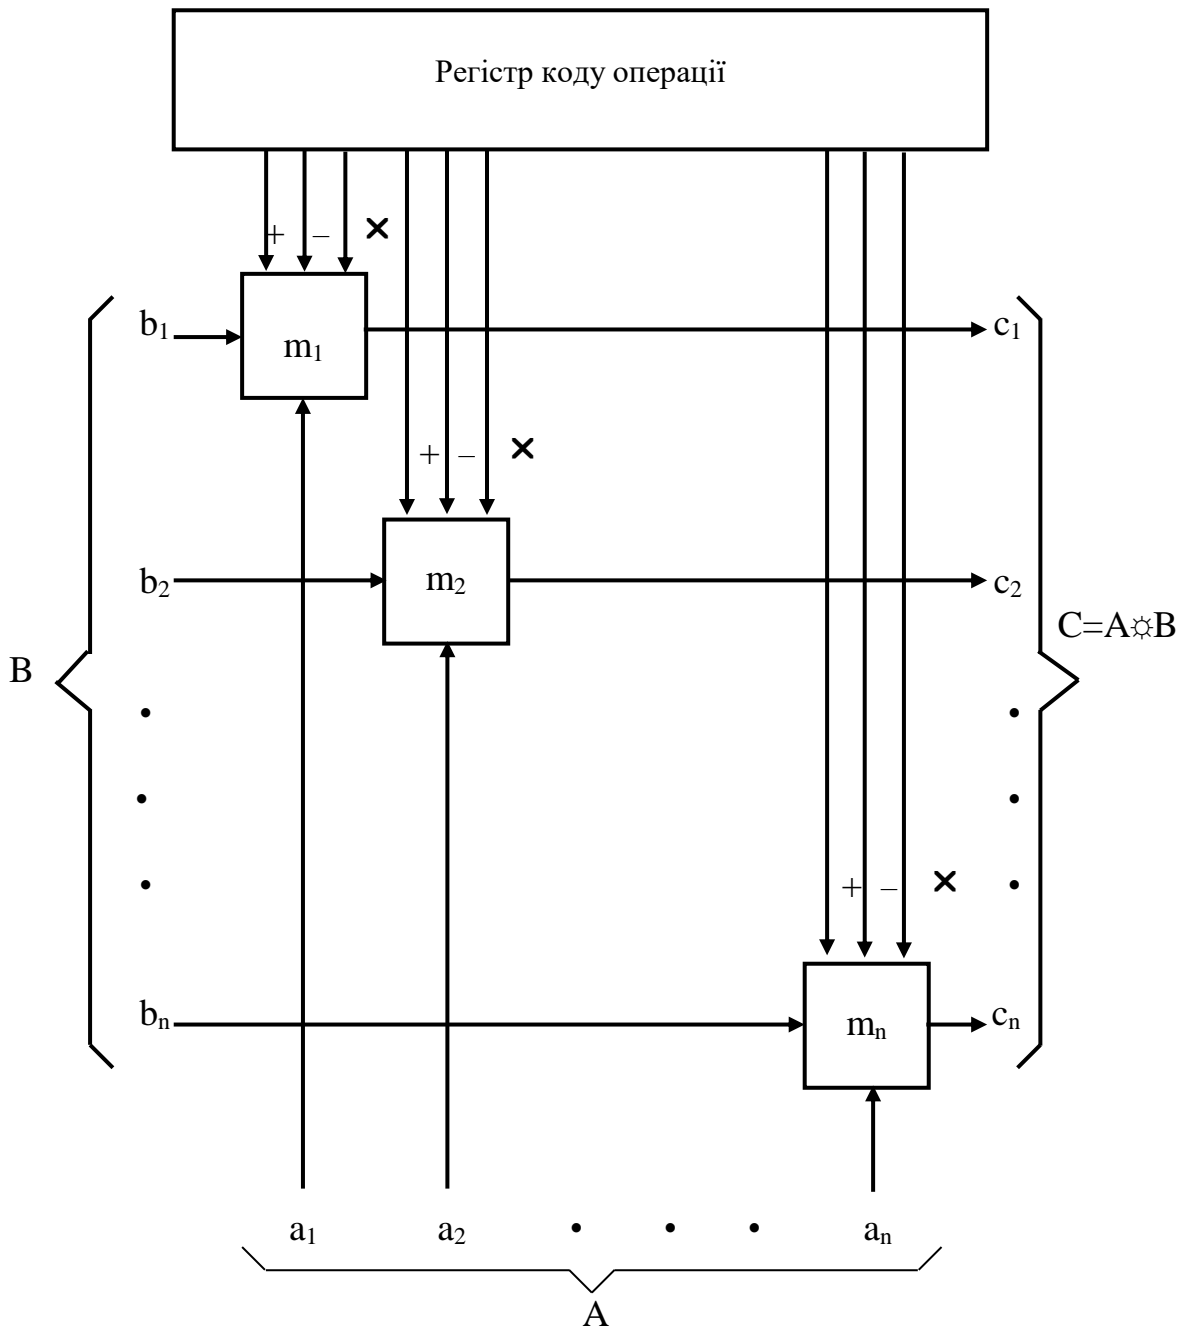 Регістр коду операції
+ – ×
b₁ m₁ c₁
+ – ×
b₂ m₂ c₂
C=A☼B
B
+ – ×
bₙ mₙ cₙ
a₁ a₂ • • • aₙ
A